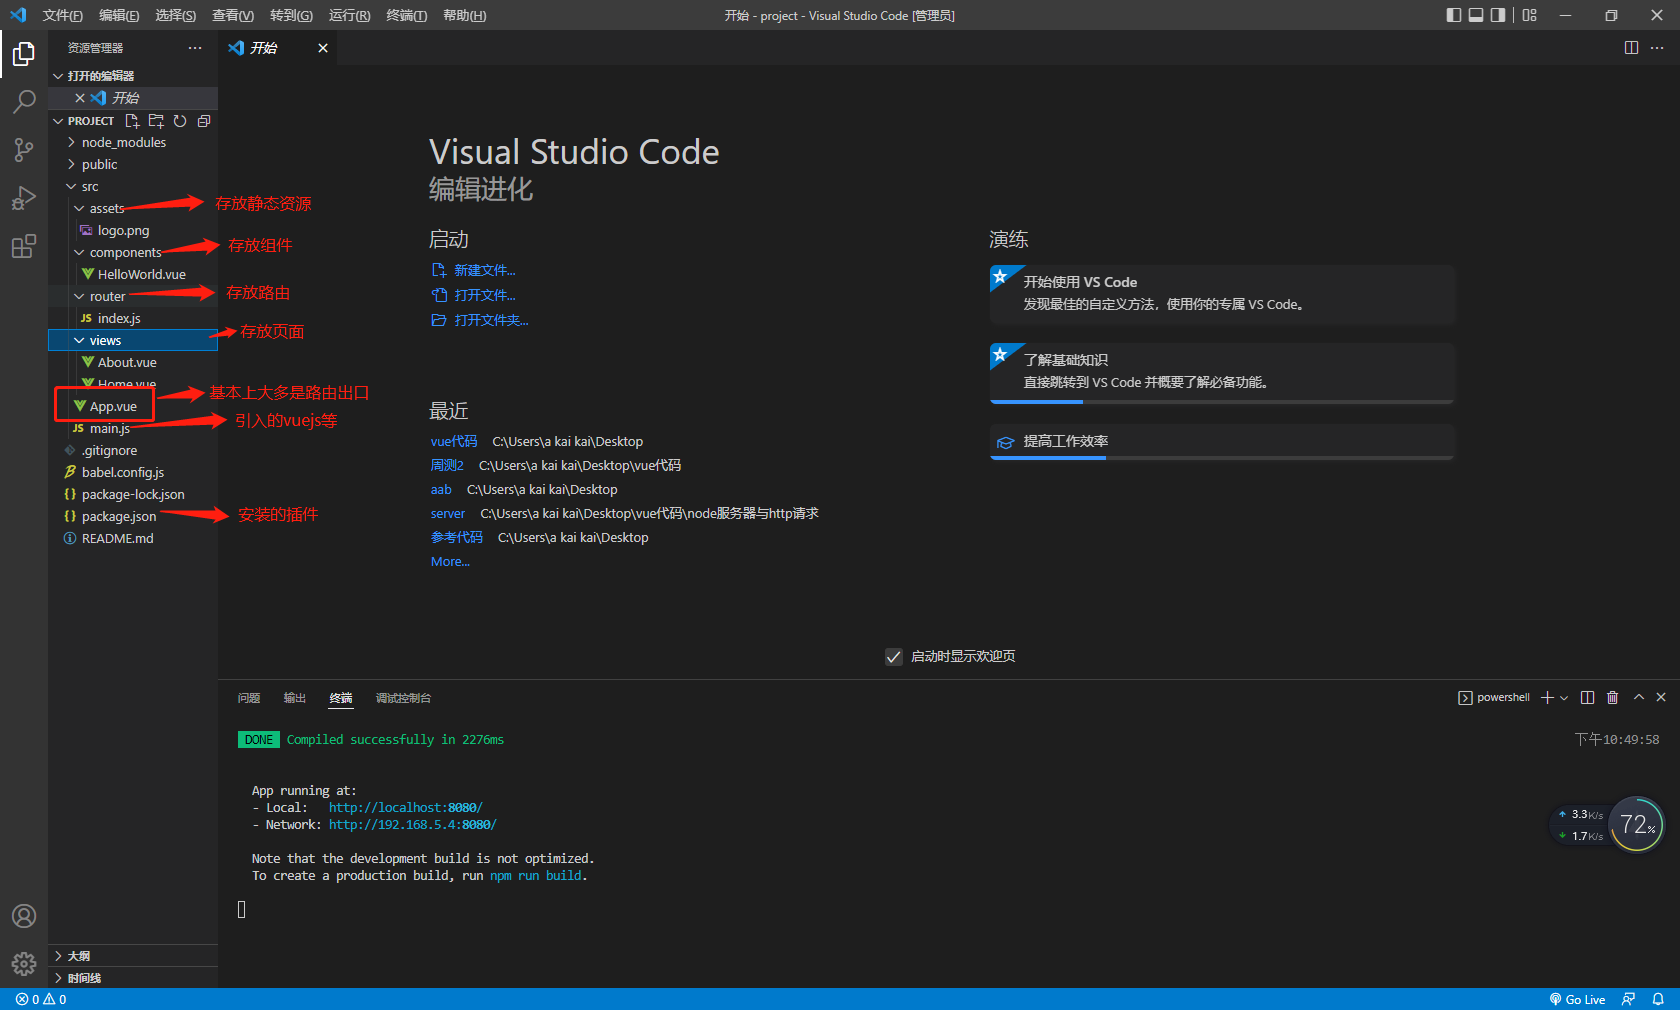 文件(F) 编辑(E) 选择(S) 查看(V) 转到(G) 运行(R) 终端(T) 帮助(H)
开始 - project - Visual Studio Code [管理员]
资源管理器
开始
打开的编辑器
开始
PROJECT
node_modules
public
src
assets
存放静态资源
logo.png
components
存放组件
HelloWorld.vue
router
存放路由
index.js
views
存放页面
About.vue
Home.vue
App.vue
基本上大多是路由出口
main.js
引入的vuejs等
.gitignore
babel.config.js
package-lock.json
package.json
安装的插件
README.md
大纲
时间线
Visual Studio Code
编辑进化
启动
新建文件...
打开文件...
打开文件夹...
最近
vue代码 C:\Users\a kai kai\Desktop
周测2 C:\Users\a kai kai\Desktop\vue代码
aab C:\Users\a kai kai\Desktop
server C:\Users\a kai kai\Desktop\vue代码\node服务器与http请求
参考代码 C:\Users\a kai kai\Desktop
More...
演练
开始使用 VS Code
发现最佳的自定义方法，使用你的专属 VS Code。
了解基础知识
直接跳转到 VS Code 并概要了解必备功能。
提高工作效率
启动时显示欢迎页
问题 输出 终端 调试控制台
powershell
DONE Compiled successfully in 2276ms
下午10:49:58
App running at:
- Local: http://localhost:8080/
- Network: http://192.168.5.4:8080/
Note that the development build is not optimized.
To create a production build, run npm run build.
3.3K/s
1.7K/s
72%
0 0
Go Live